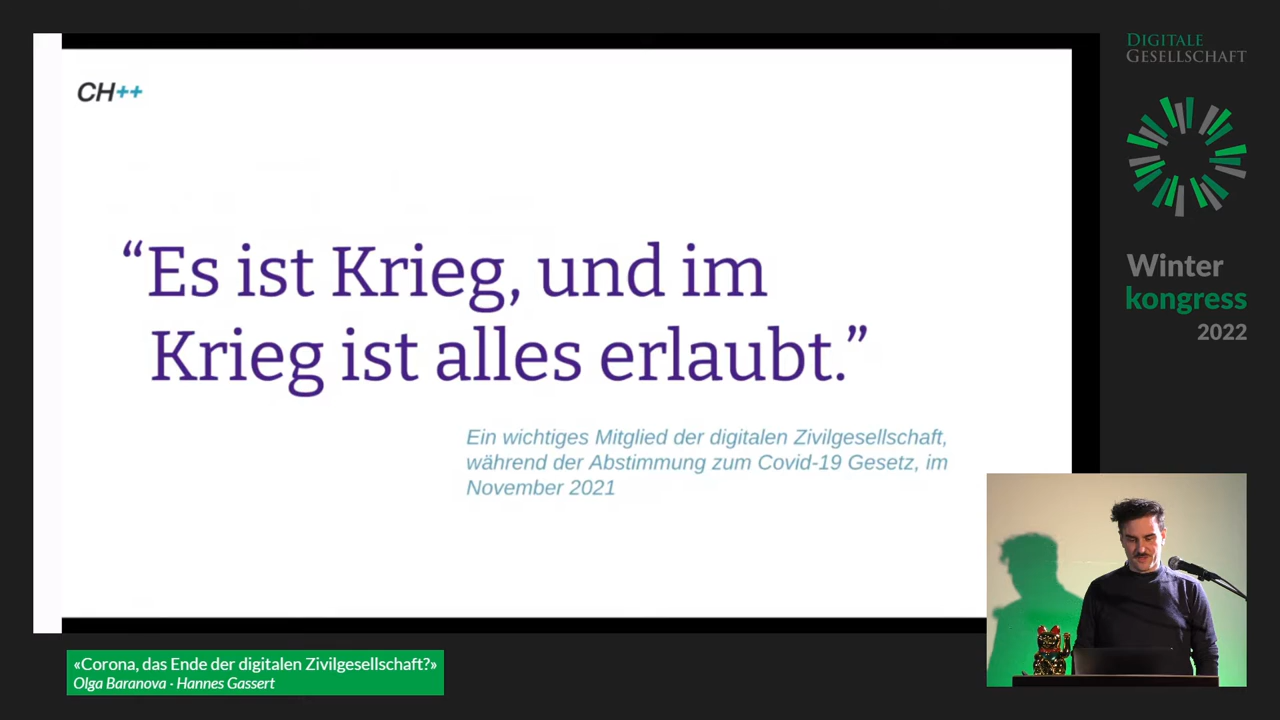 CH++
“Es ist Krieg, und im
Krieg ist alles erlaubt.”
Ein wichtiges Mitglied der digitalen Zivilgesellschaft,
während der Abstimmung zum Covid-19 Gesetz, im
November 2021
DIGITALE
GESELLSCHAFT
Winter
kongress
2022
«Corona, das Ende der digitalen Zivilgesellschaft?»
Olga Baranova · Hannes Gassert